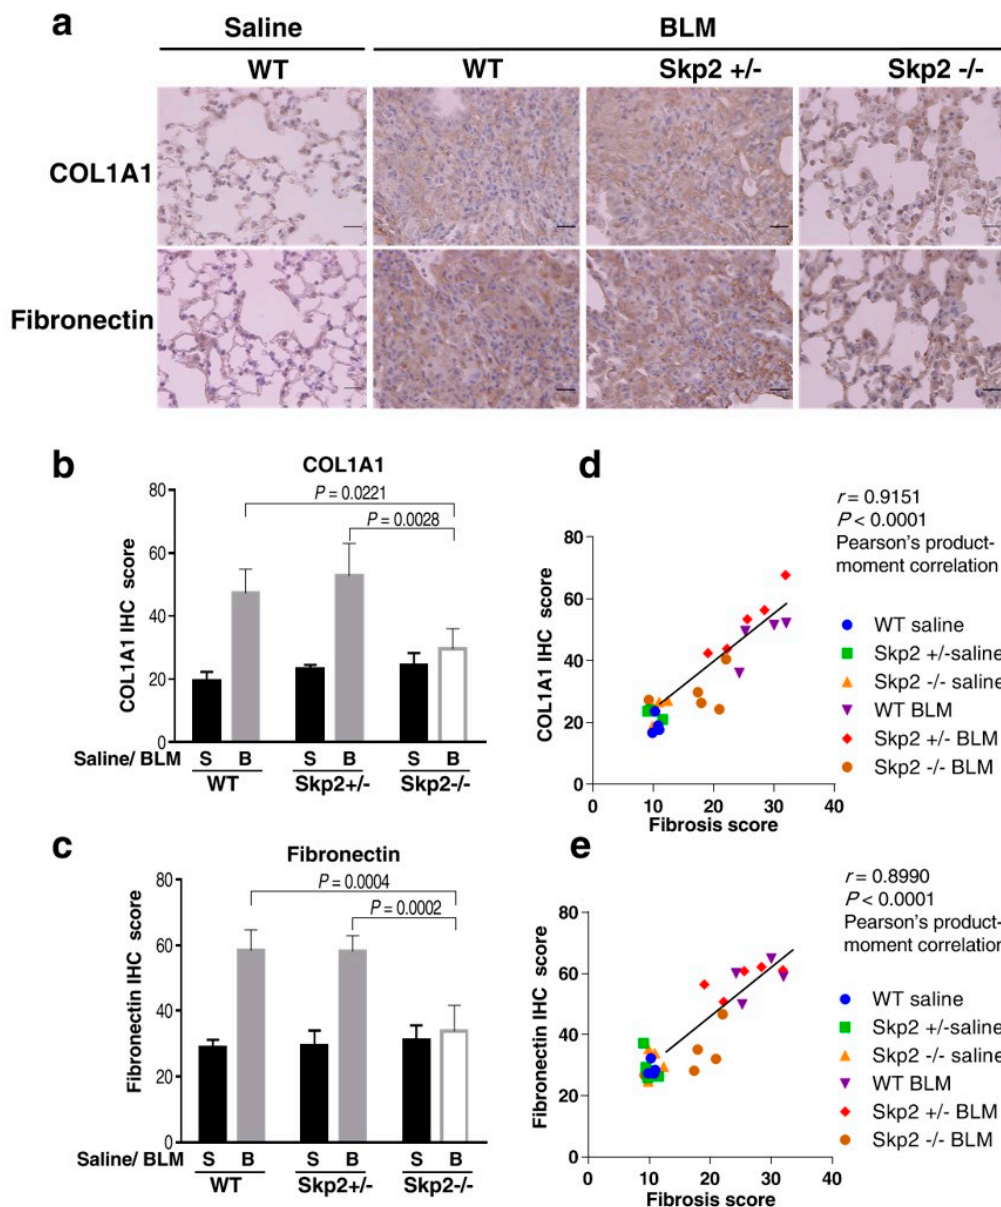 a
Saline
BLM
WT
WT
Skp2 +/-
Skp2 -/-
COL1A1
Fibronectin
b
COL1A1
COL1A1 IHC score
80
60
40
20
0
P = 0.0221
P = 0.0028
Saline/ BLM
S B S B S B
WT Skp2+/- Skp2-/-
c
Fibronectin
Fibronectin IHC score
80
60
40
20
0
P = 0.0004
P = 0.0002
Saline/ BLM
S B S B S B
WT Skp2+/- Skp2-/-
d
r = 0.9151
P < 0.0001
Pearson's product-
moment correlation
COL1A1 IHC score
80
60
40
20
0
0 10 20 30 40
Fibrosis score
WT saline
Skp2 +/-saline
Skp2 -/- saline
WT BLM
Skp2 +/- BLM
Skp2 -/- BLM
e
r = 0.8990
P < 0.0001
Pearson's product-
moment correlation
Fibronectin IHC score
80
60
40
20
0
0 10 20 30 40
Fibrosis score
WT saline
Skp2 +/-saline
Skp2 -/- saline
WT BLM
Skp2 +/- BLM
Skp2 -/- BLM